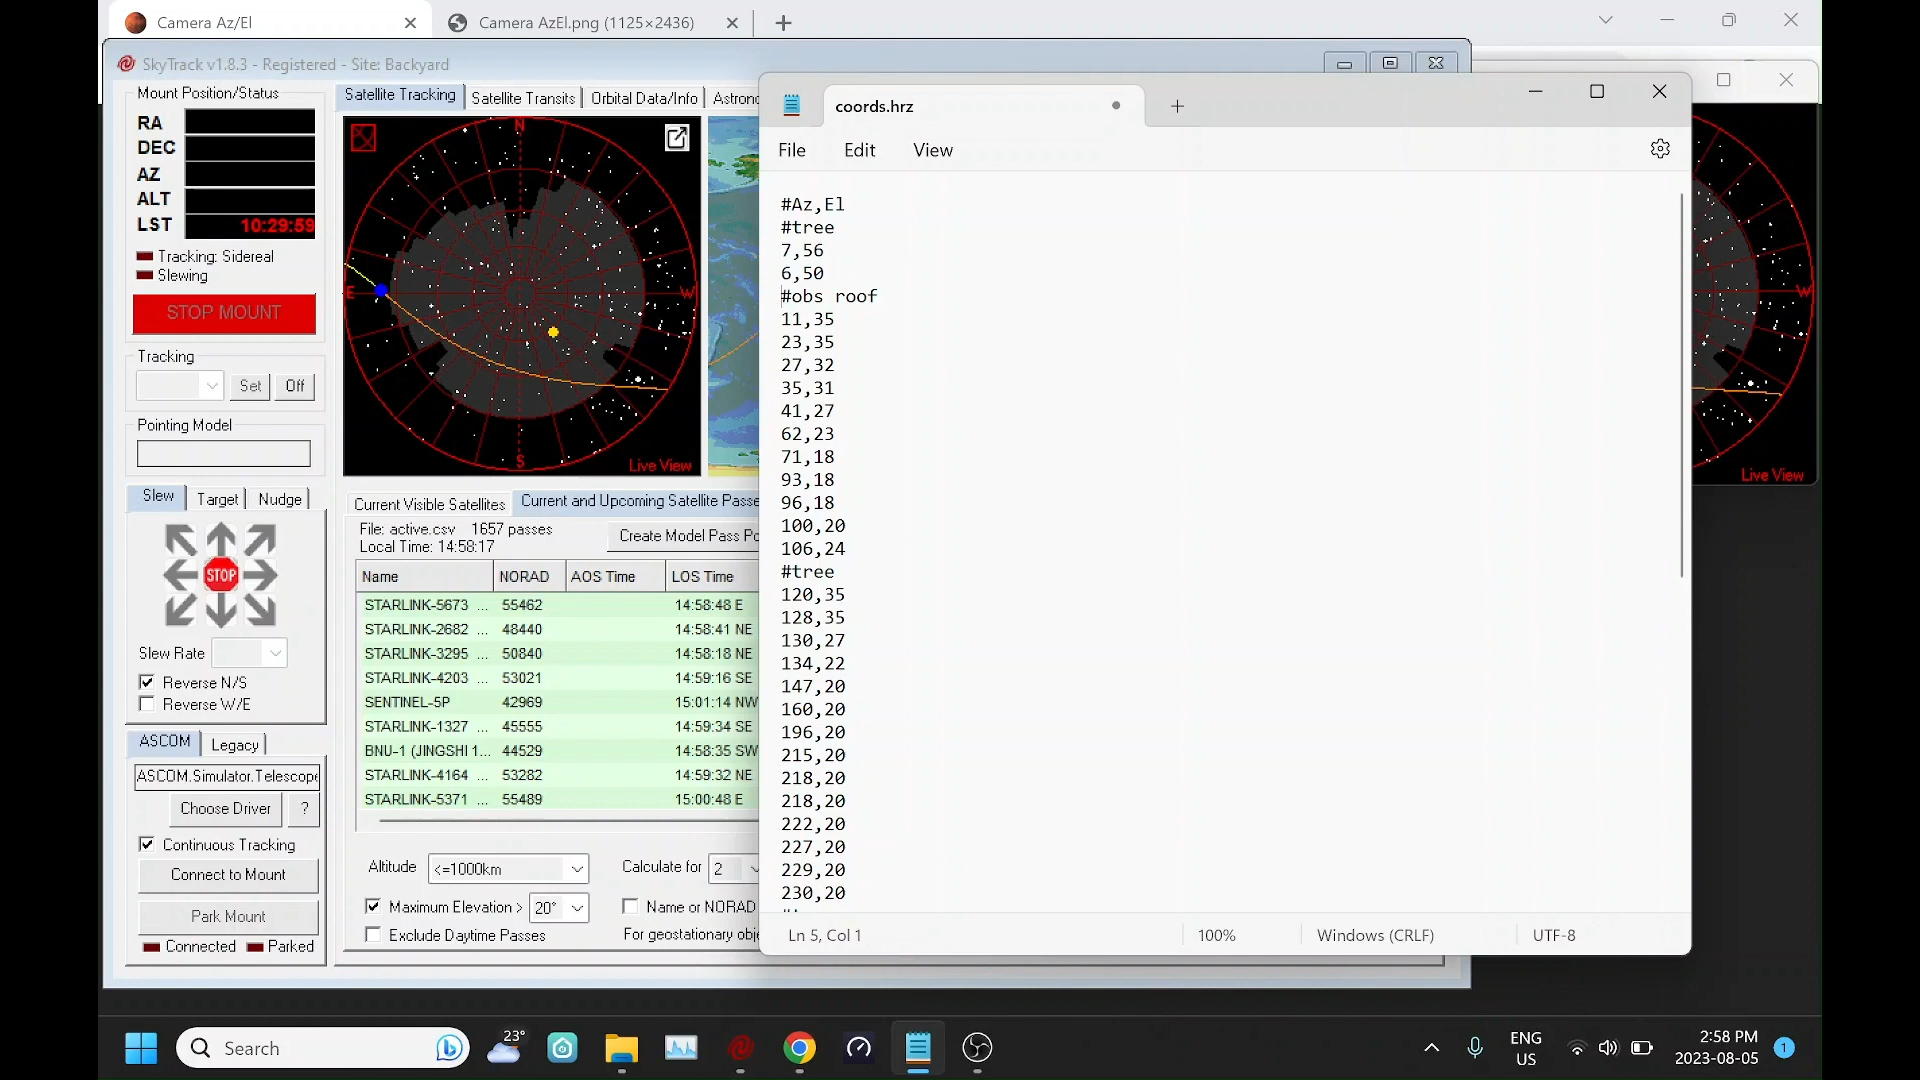 Camera Az/El
Camera AzEl.png (1125×2436)
SkyTrack v1.8.3 - Registered - Site: Backyard
Mount Position/Status
RA
DEC
AZ
ALT
LST 10:29:59
Tracking: Sidereal
Slewing
STOP MOUNT
Tracking
Set Off
Pointing Model
Slew Target Nudge
STOP
Slew Rate
Reverse N/S
Reverse W/E
ASCOM Legacy
ASCOM.Simulator.Telescope
Choose Driver ?
Continuous Tracking
Connect to Mount
Park Mount
Connected Parked
Satellite Tracking Satellite Transits Orbital Data/Info Astrono
N
E W
S
Live View
Current Visible Satellites Current and Upcoming Satellite Passe
File: active.csv 1657 passes
Local Time: 14:58:17
Create Model Pass Po
Name NORAD AOS Time LOS Time
STARLINK-5673 ... 55462 14:58:48 E
STARLINK-2682 ... 48440 14:58:41 NE
STARLINK-3295 ... 50840 14:58:18 NE
STARLINK-4203 ... 53021 14:59:16 SE
SENTINEL-5P 42969 15:01:14 NW
STARLINK-1327 ... 45555 14:59:34 SE
BNU-1 (JINGSHI 1... 44529 14:58:35 SW
STARLINK-4164 ... 53282 14:59:32 NE
STARLINK-5371 ... 55489 15:00:48 E
Altitude <=1000km Calculate for 2
Maximum Elevation > 20° Name or NORAD
Exclude Daytime Passes For geostationary obje
coords.hrz
File Edit View
#Az,El
#tree
7,56
6,50
#obs roof
11,35
23,35
27,32
35,31
41,27
62,23
71,18
93,18
96,18
100,20
106,24
#tree
120,35
128,35
130,27
134,22
147,20
160,20
196,20
215,20
218,20
218,20
222,20
227,20
229,20
230,20
Ln 5, Col 1 100% Windows (CRLF) UTF-8
W
Live View
Search
23°
ENG
US
2:58 PM
2023-08-05
1